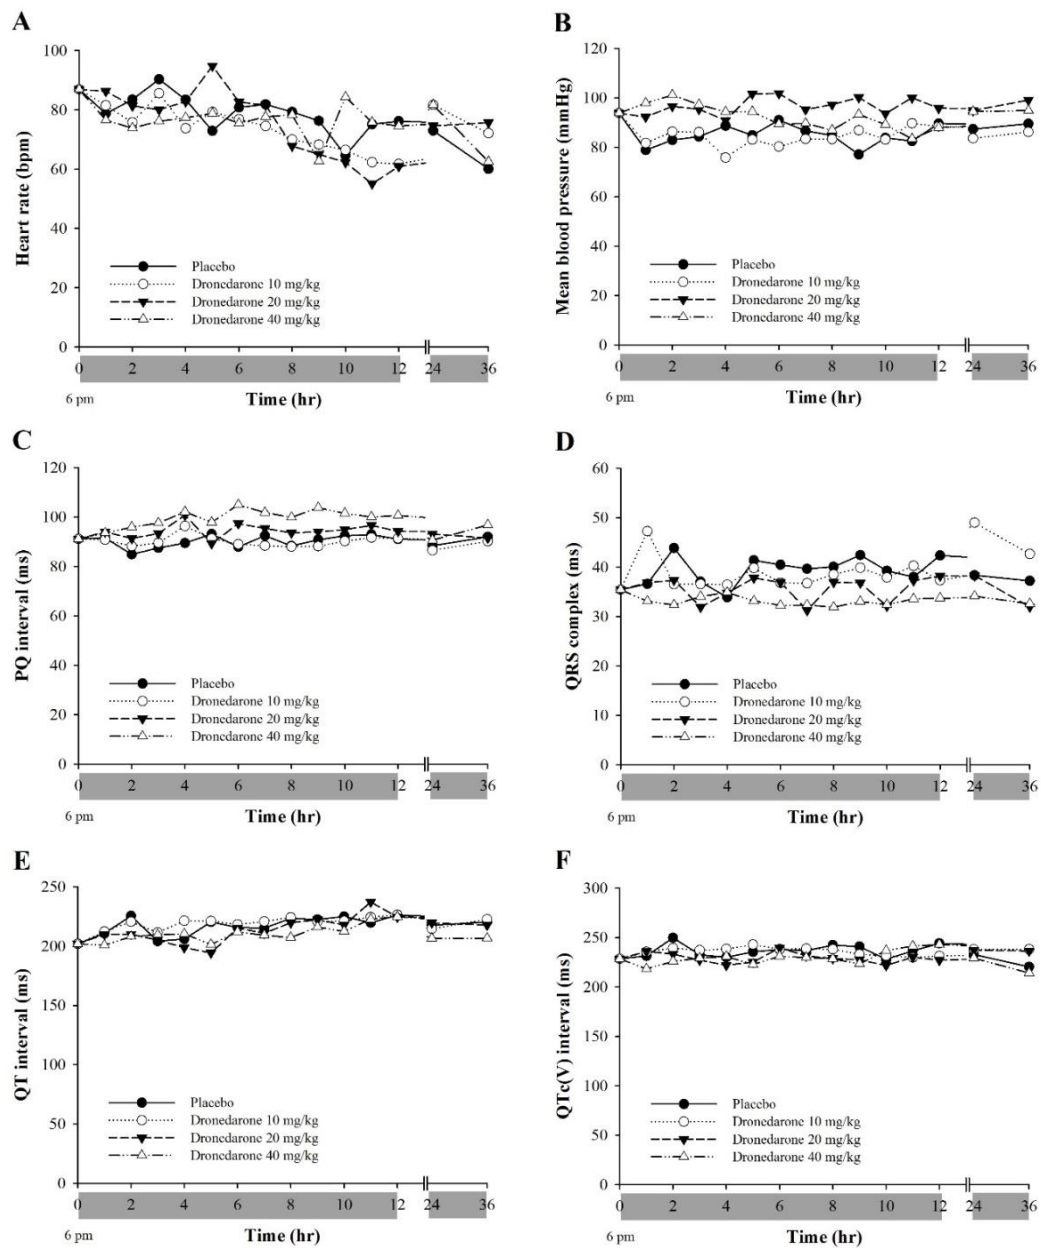 A
Heart rate (bpm)
100
80
60
40
20
0
Placebo
Dronedarone 10 mg/kg
Dronedarone 20 mg/kg
Dronedarone 40 mg/kg
0 2 4 6 8 10 12 24 36
6 pm
Time (hr)
B
Mean blood pressure (mmHg)
120
100
80
60
40
20
0
Placebo
Dronedarone 10 mg/kg
Dronedarone 20 mg/kg
Dronedarone 40 mg/kg
0 2 4 6 8 10 12 24 36
6 pm
Time (hr)
C
PQ interval (ms)
120
100
80
60
40
20
0
Placebo
Dronedarone 10 mg/kg
Dronedarone 20 mg/kg
Dronedarone 40 mg/kg
0 2 4 6 8 10 12 24 36
6 pm
Time (hr)
D
QRS complex (ms)
60
50
40
30
20
10
0
Placebo
Dronedarone 10 mg/kg
Dronedarone 20 mg/kg
Dronedarone 40 mg/kg
0 2 4 6 8 10 12 24 36
6 pm
Time (hr)
E
QT interval (ms)
250
200
150
100
50
0
Placebo
Dronedarone 10 mg/kg
Dronedarone 20 mg/kg
Dronedarone 40 mg/kg
0 2 4 6 8 10 12 24 36
6 pm
Time (hr)
F
QTc(V) interval (ms)
300
250
200
150
100
50
0
Placebo
Dronedarone 10 mg/kg
Dronedarone 20 mg/kg
Dronedarone 40 mg/kg
0 2 4 6 8 10 12 24 36
6 pm
Time (hr)